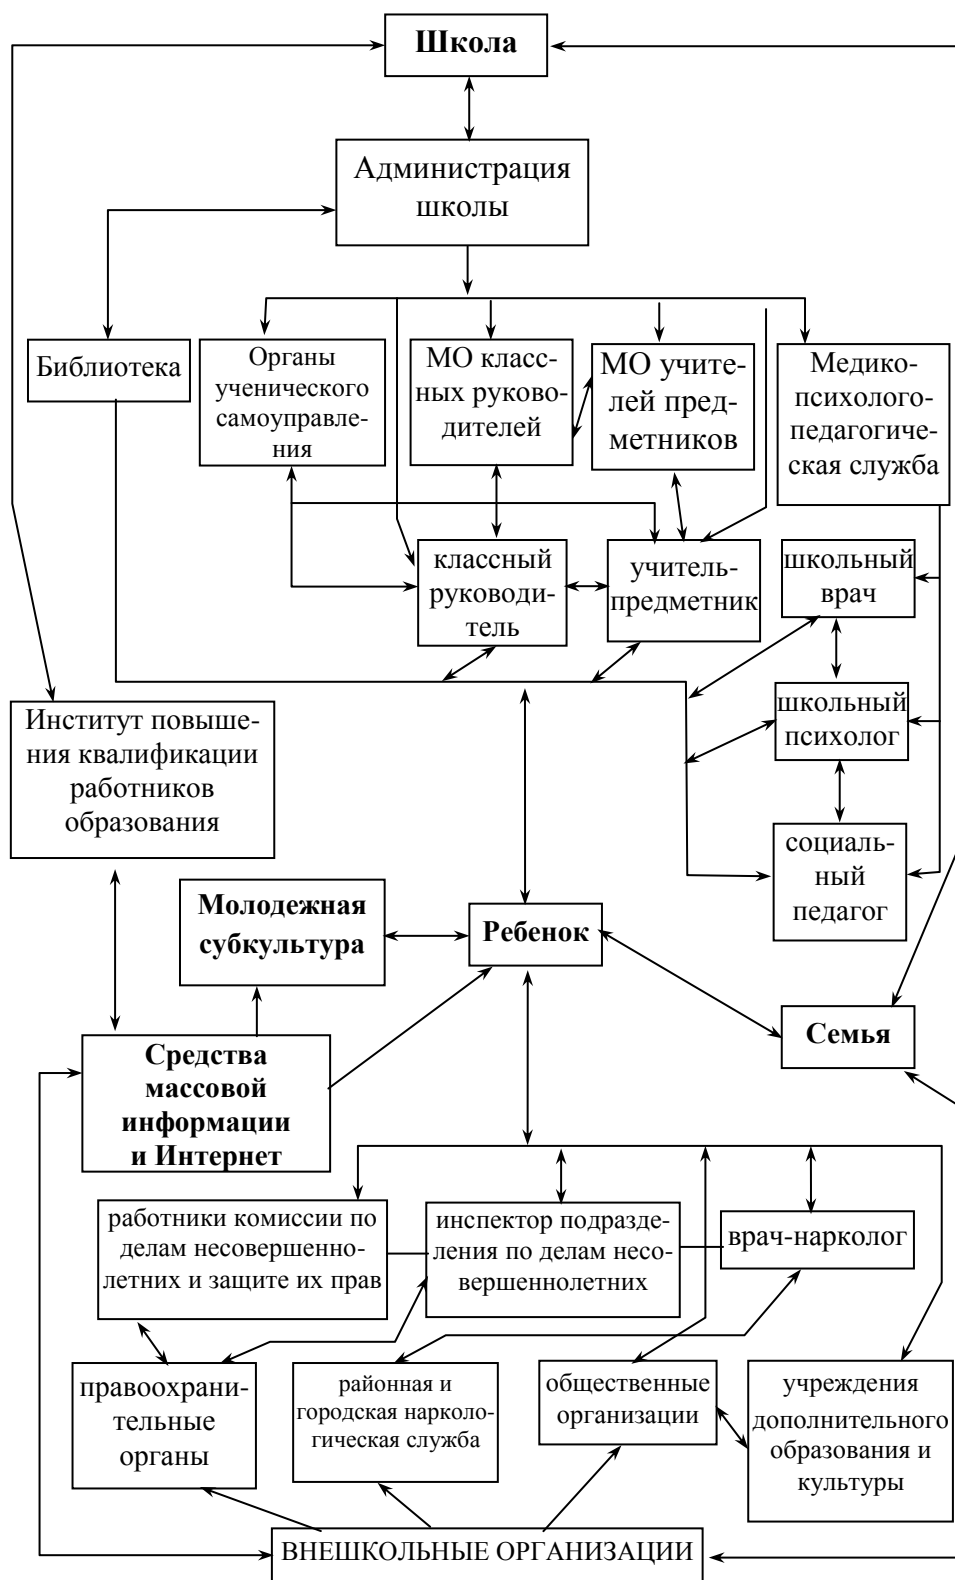 Школа
Администрация
школы
Библиотека
Органы
ученического
самоуправле-
ния
МО класс-
ных руково-
дителей
МО учите-
лей пред-
метников
Медико-
психолого-
педагогиче-
ская служба
классный
руководи-
тель
учитель-
предметник
школьный
врач
Институт повыше-
ния квалификации
работников
образования
школьный
психолог
социаль-
ный
педагог
Молодежная
субкультура
Ребенок
Семья
Средства
массовой
информации
и Интернет
работники комиссии по
делам несовершенно-
летних и защите их прав
инспектор подразде-
ления по делам несо-
вершеннолетних
врач-нарколог
правоохрани-
тельные
органы
районная и
городская нарколо-
гическая служба
общественные
организации
учреждения
дополнительного
образования и
культуры
ВНЕШКОЛЬНЫЕ ОРГАНИЗАЦИИ